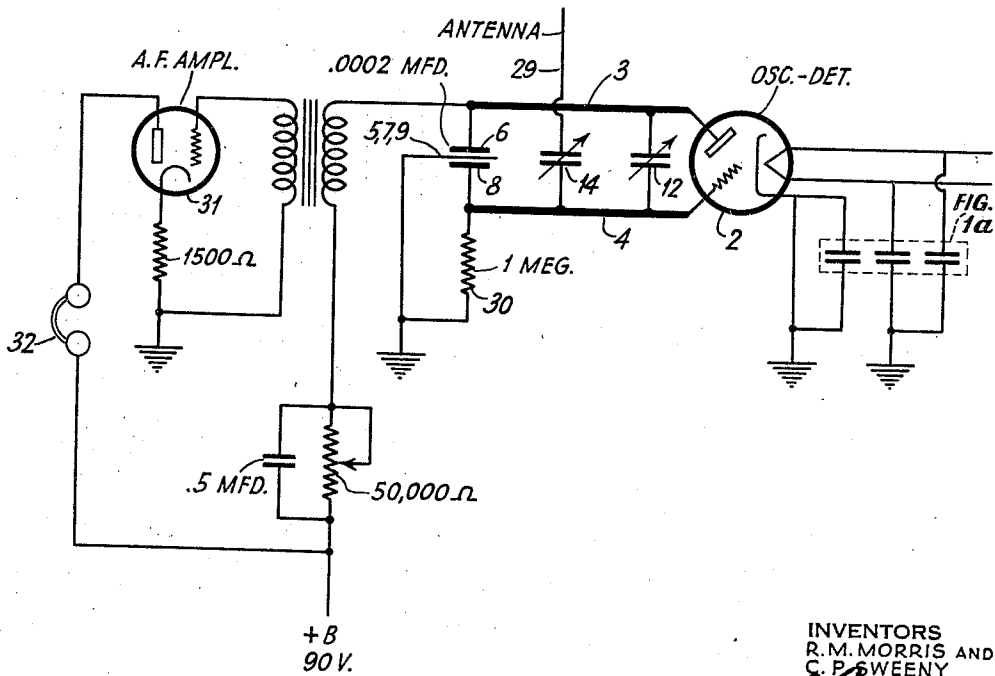 ANTENNA
A.F. AMPL.
.0002 MFD.
29
3
OSC.-DET.
5,7,9
6
8
14
12
31
4
2
FIG.
1a
1500Ω
1 MEG.
30
32
.5 MFD.
50,000Ω
+B
90 V.
INVENTORS
R.M. MORRIS AND
C. P. SWEENY